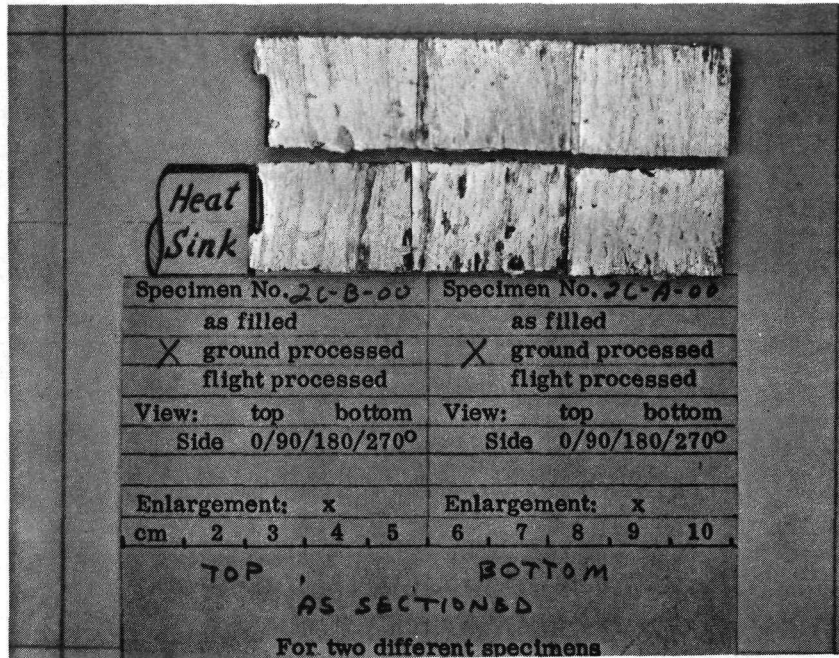 Heat
Sink
Specimen No. 2C-B-00 Specimen No. 2C-A-00
as filled as filled
X ground processed X ground processed
flight processed flight processed
View: top bottom View: top bottom
Side 0/90/180/270° Side 0/90/180/270°
Enlargement: x Enlargement: x
cm 2 3 4 5 6 7 8 9 10
TOP , BOTTOM
AS SECTIONED
For two different specimens